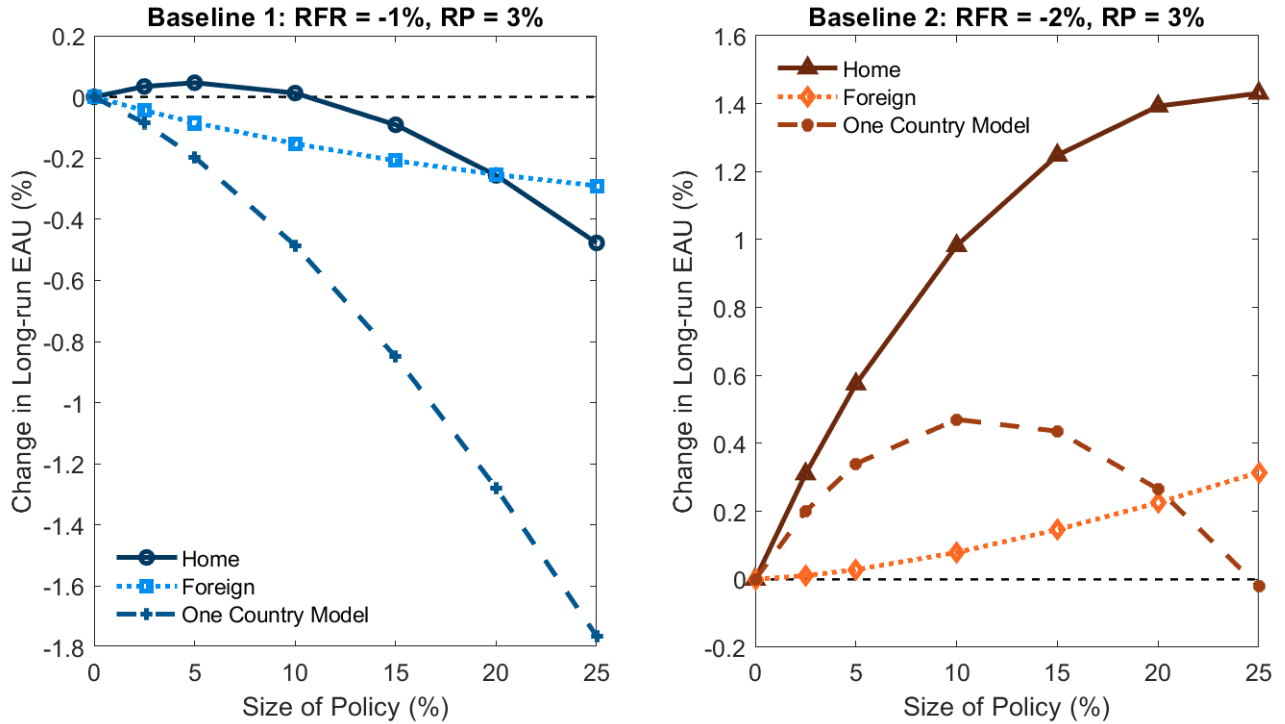 Baseline 1: RFR = -1%, RP = 3%
Change in Long-run EAU (%)
0.2
0
-0.2
-0.4
-0.6
-0.8
-1
-1.2
-1.4
-1.6
-1.8
Home
Foreign
One Country Model
0 5 10 15 20 25
Size of Policy (%)
Baseline 2: RFR = -2%, RP = 3%
Change in Long-run EAU (%)
1.6
1.4
1.2
1
0.8
0.6
0.4
0.2
0
-0.2
Home
Foreign
One Country Model
0 5 10 15 20 25
Size of Policy (%)